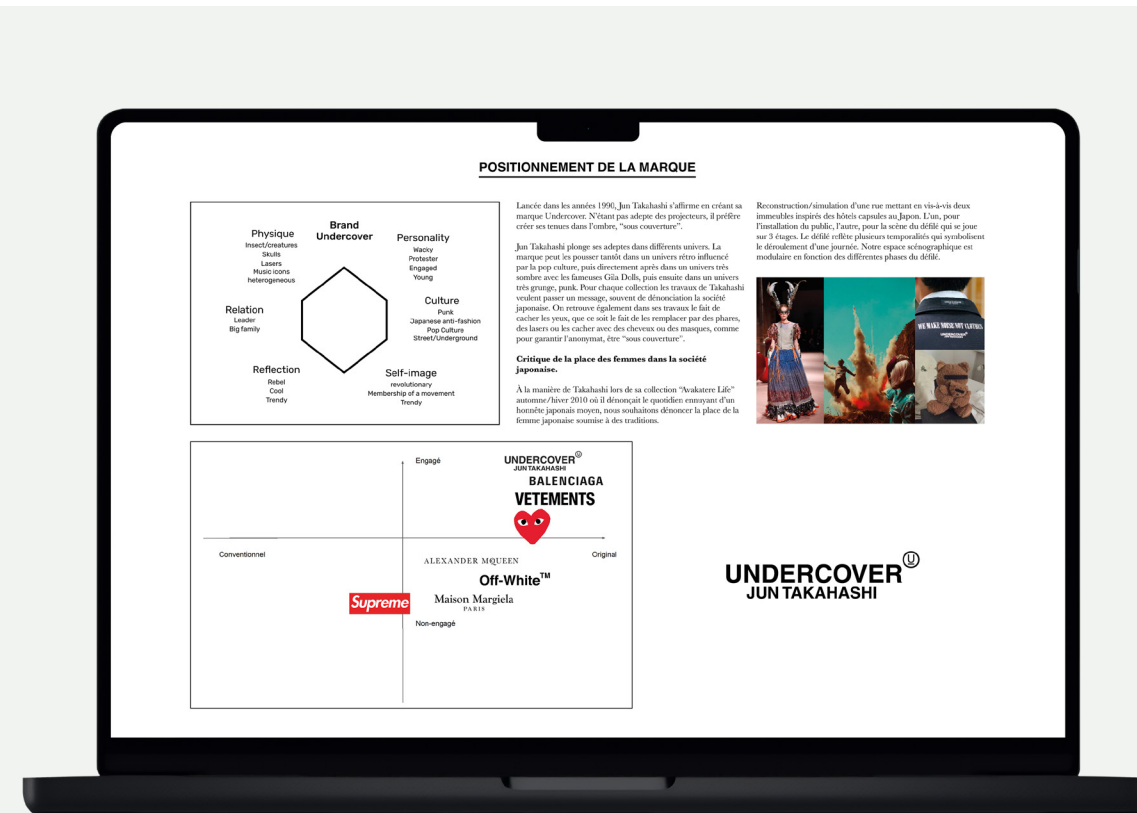 POSITIONNEMENT DE LA MARQUE
Brand
Undercover
Physique
Insect/creatures
Skulls
Lasers
Music icons
heterogeneous
Personality
Wacky
Protester
Engaged
Young
Relation
Leader
Big family
Culture
Punk
Japanese anti-fashion
Pop Culture
Street/Underground
Reflection
Rebel
Cool
Trendy
Self-image
revolutionary
Membership of a movement
Trendy
Lancée dans les années 1990, Jun Takahashi s'affirme en créant sa
marque Undercover. N'étant pas adepte des projecteurs, il préfère
créer ses tenues dans l'ombre, "sous couverture".
Jun Takahashi plonge ses adeptes dans différents univers. La
marque peut les pousser tantôt dans un univers rétro influencé
par la pop culture, puis directement après dans un univers très
sombre avec les fameuses Gila Dolls, puis ensuite dans un univers
très grunge, punk. Pour chaque collection les travaux de Takahashi
veulent passer un message, souvent de dénonciation la société
japonaise. On retrouve également dans ses travaux le fait de
cacher les yeux, que ce soit le fait de les remplacer par des phares,
des lasers ou les cacher avec des cheveux ou des masques, comme
pour garantir l'anonymat, être "sous couverture".
Critique de la place des femmes dans la société
japonaise.
À la manière de Takahashi lors de sa collection "Avakatere Life"
automne/hiver 2010 où il dénonçait le quotidien ennuyant d'un
honnête japonais moyen, nous souhaitons dénoncer la place de la
femme japonaise soumise à des traditions.
Reconstruction/simulation d'une rue mettant en vis-à-vis deux
immeubles inspirés des hôtels capsules au Japon. L'un, pour
l'installation du public, l'autre, pour la scène du défilé qui se joue
sur 3 étages. Le défilé reflète plusieurs temporalités qui symbolisent
le déroulement d'une journée. Notre espace scénographique est
modulaire en fonction des différentes phases du défilé.
WE MAKE NOISE NOT CLOTHES
UNDERCOVER
Engagé
UNDERCOVER U
JUN TAKAHASHI
BALENCIAGA
VETEMENTS
Conventionnel
Original
ALEXANDER McQUEEN
Off-White™
Supreme
Maison Margiela
PARIS
Non-engagé
UNDERCOVER U
JUN TAKAHASHI